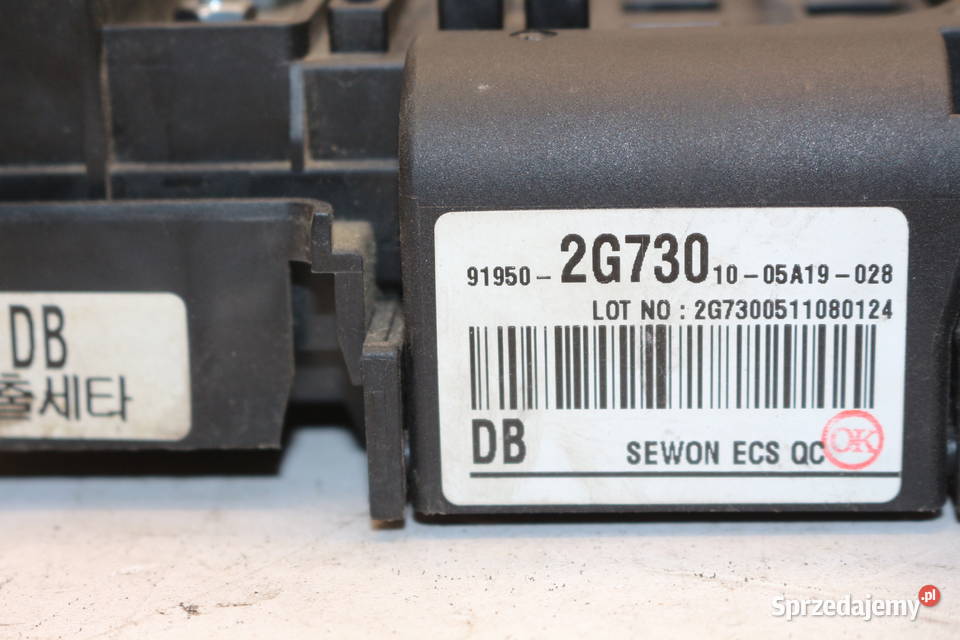 91950- 2G730 10-05A19-028
LOT NO : 2G7300511080124
DB
SEWON ECS QC OK
DB
출세타
Sprzedajemy.pl